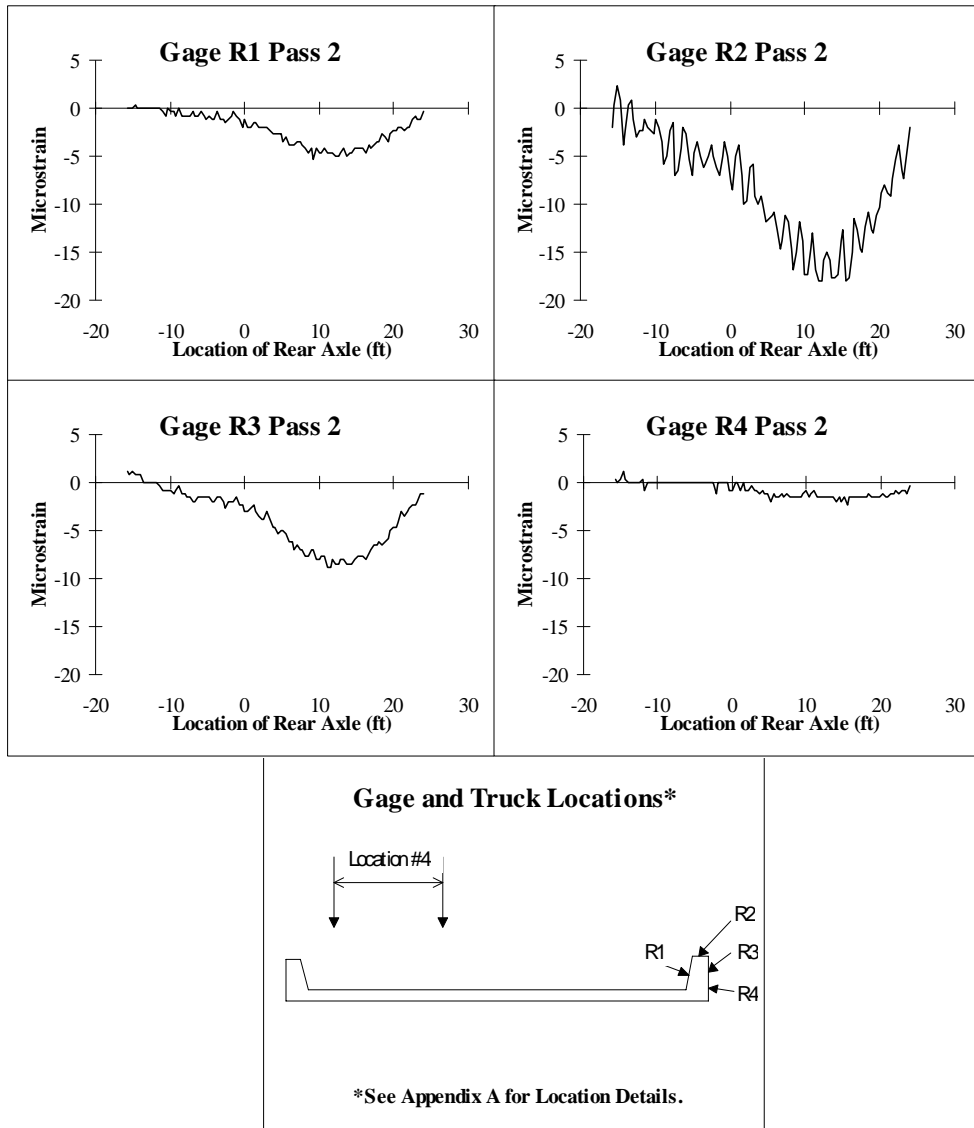 Gage R1 Pass 2
5
0
-5
-10
-15
-20
-20 -10 0 10 20 30
Microstrain
Location of Rear Axle (ft)
Gage R2 Pass 2
5
0
-5
-10
-15
-20
-20 -10 0 10 20 30
Microstrain
Location of Rear Axle (ft)
Gage R3 Pass 2
5
0
-5
-10
-15
-20
-20 -10 0 10 20 30
Microstrain
Location of Rear Axle (ft)
Gage R4 Pass 2
5
0
-5
-10
-15
-20
-20 -10 0 10 20 30
Microstrain
Location of Rear Axle (ft)
Gage and Truck Locations*
Location #4
R2
R1
R3
R4
*See Appendix A for Location Details.